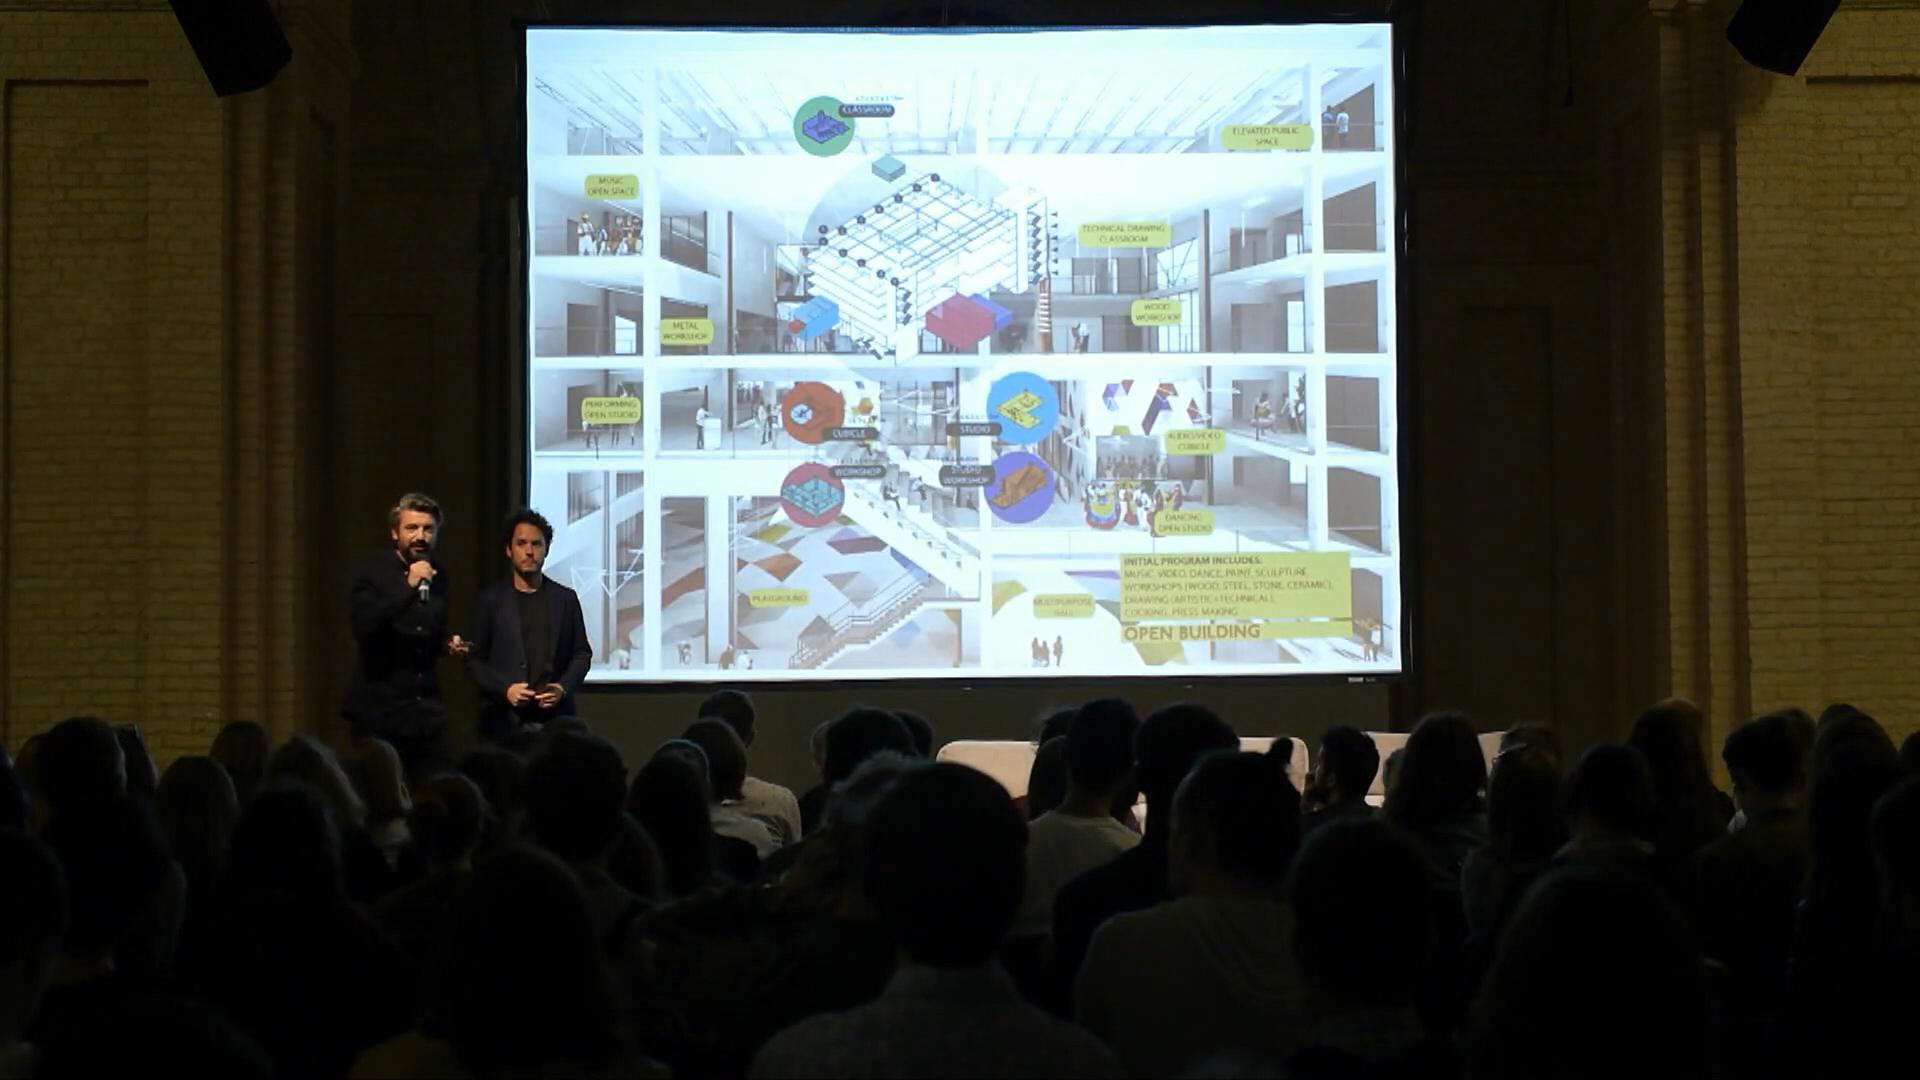 CLASSROOM
ELEVATED PUBLIC
SPACE
MUSIC
OPEN SPACE
TECHNICAL DRAWING
CLASSROOM
WOOD
WORKSHOP
METAL
WORKSHOP
PERFORMING
OPEN STUDIO
CUBICLE
STUDIO
AUDIO/VIDEO
CUBICLE
WORKSHOP
STUDIO
WORKSHOP
DANCING
OPEN STUDIO
PLAYGROUND
MULTIPURPOSE
HALL
INITIAL PROGRAM INCLUDES:
MUSIC, VIDEO, DANCE, PAINT, SCULPTURE,
WORKSHOPS (WOOD, STEEL, STONE, CERAMIC),
DRAWING (ARTISTIC+TECHNICAL),
COOKING, PRESS MAKING
OPEN BUILDING